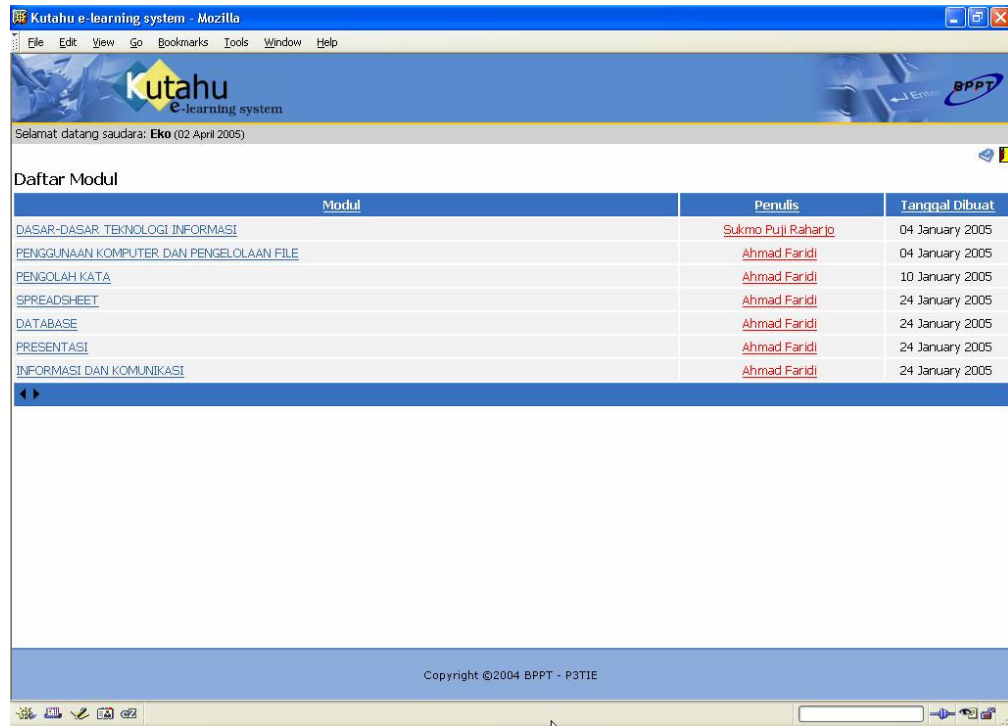 Kutahu e-learning system - Mozilla
File Edit View Go Bookmarks Tools Window Help
Kutahu
e-learning system
Enter
BPPT
Selamat datang saudara: Eko (02 April 2005)
Daftar Modul
Modul Penulis Tanggal Dibuat
DASAR-DASAR TEKNOLOGI INFORMASI Sukmo Puji Raharjo 04 January 2005
PENGGUNAAN KOMPUTER DAN PENGELOLAAN FILE Ahmad Faridi 04 January 2005
PENGOLAH KATA Ahmad Faridi 10 January 2005
SPREADSHEET Ahmad Faridi 24 January 2005
DATABASE Ahmad Faridi 24 January 2005
PRESENTASI Ahmad Faridi 24 January 2005
INFORMASI DAN KOMUNIKASI Ahmad Faridi 24 January 2005
Copyright ©2004 BPPT - P3TIE